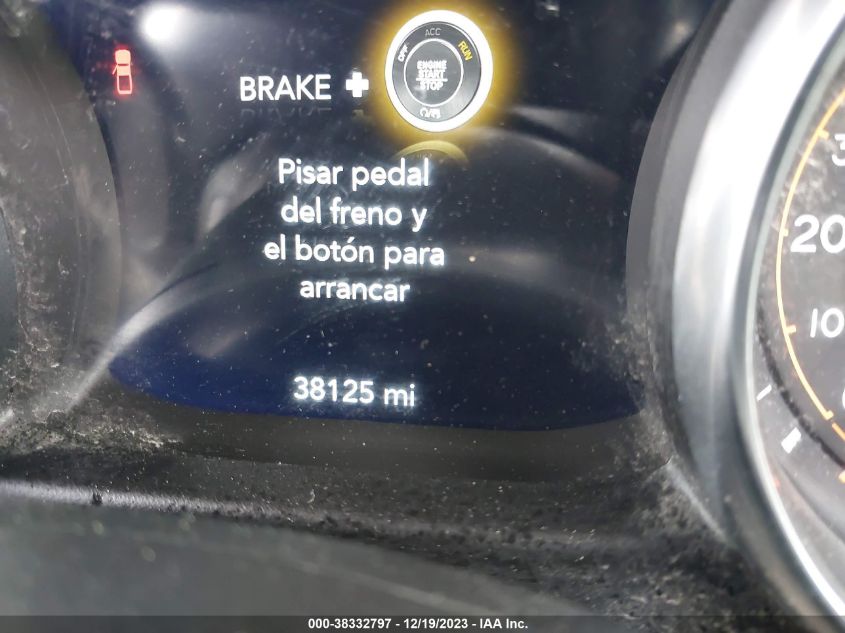 ACC
OFF
RUN
ENGINE
START
STOP
BRAKE +
Pisar pedal
del freno y
el botón para
arrancar
38125 mi
20
10
000-38332797 - 12/19/2023 - IAA Inc.